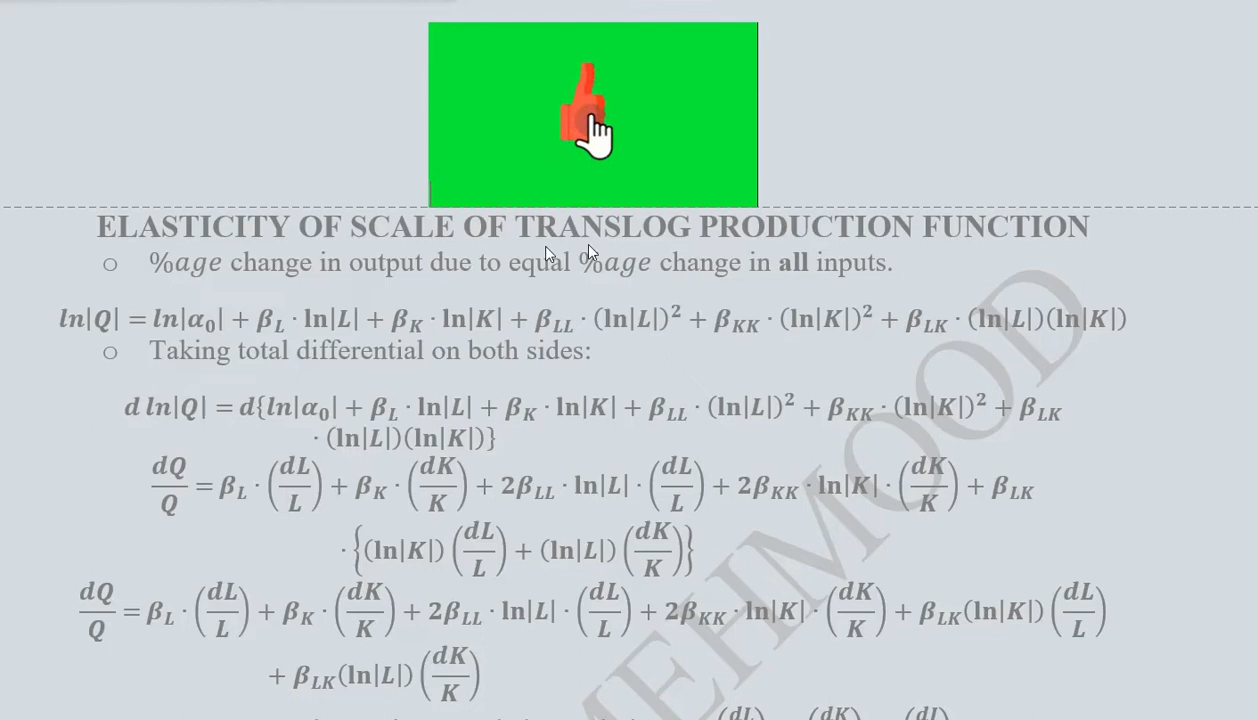 ELASTICITY OF SCALE OF TRANSLOG PRODUCTION FUNCTION
○ %age change in output due to equal %age change in all inputs.
ln|Q| = ln|α₀| + β_L · ln|L| + β_K · ln|K| + β_LL · (ln|L|)² + β_KK · (ln|K|)² + β_LK · (ln|L|)(ln|K|)
○ Taking total differential on both sides:
d ln|Q| = d{ln|α₀| + β_L · ln|L| + β_K · ln|K| + β_LL · (ln|L|)² + β_KK · (ln|K|)² + β_LK
· (ln|L|)(ln|K|)}
dQ/Q = β_L · (dL/L) + β_K · (dK/K) + 2β_LL · ln|L| · (dL/L) + 2β_KK · ln|K| · (dK/K) + β_LK
· {(ln|K|)(dL/L) + (ln|L|)(dK/K)}
dQ/Q = β_L · (dL/L) + β_K · (dK/K) + 2β_LL · ln|L| · (dL/L) + 2β_KK · ln|K| · (dK/K) + β_LK(ln|K|)(dL/L)
+ β_LK(ln|L|)(dK/K)
EHMOOD